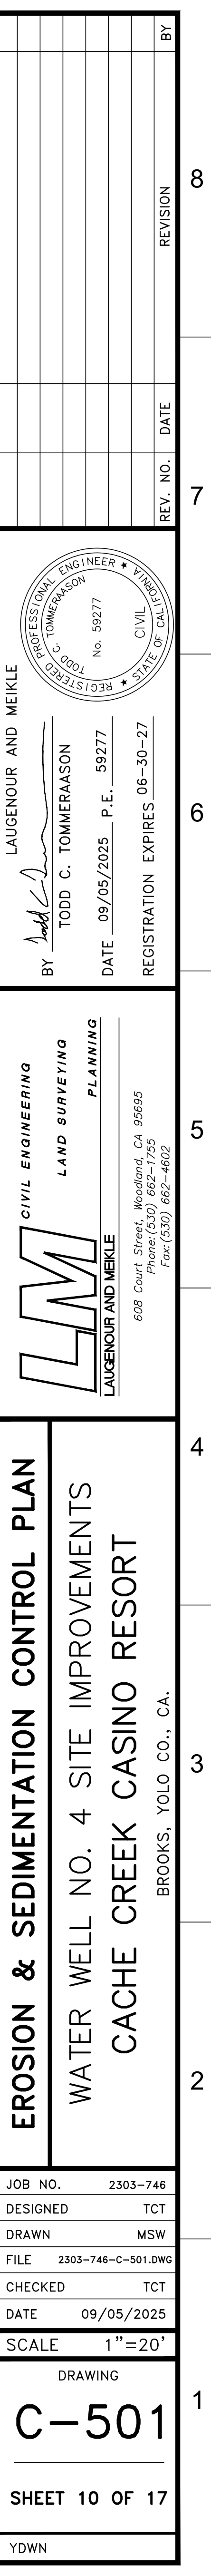 REV. NO. DATE REVISION BY
LAUGENOUR AND MEIKLE
BY
TODD C. TOMMERAASON
DATE 09/05/2025 P.E. 59277
REGISTRATION EXPIRES 06-30-27
REGISTERED PROFESSIONAL ENGINEER
TODD C. TOMMERAASON
No. 59277
CIVIL
STATE OF CALIFORNIA
LM
CIVIL ENGINEERING
LAND SURVEYING
PLANNING
LAUGENOUR AND MEIKLE
608 Court Street, Woodland, CA 95695
Phone:(530) 662-1755
Fax:(530) 662-4602
EROSION & SEDIMENTATION CONTROL PLAN
WATER WELL NO. 4 SITE IMPROVEMENTS
CACHE CREEK CASINO RESORT
BROOKS, YOLO CO., CA.
JOB NO. 2303-746
DESIGNED TCT
DRAWN MSW
FILE 2303-746-C-501.DWG
CHECKED TCT
DATE 09/05/2025
SCALE 1"=20'
DRAWING
C-501
SHEET 10 OF 17
YDWN
8
7
6
5
4
3
2
1